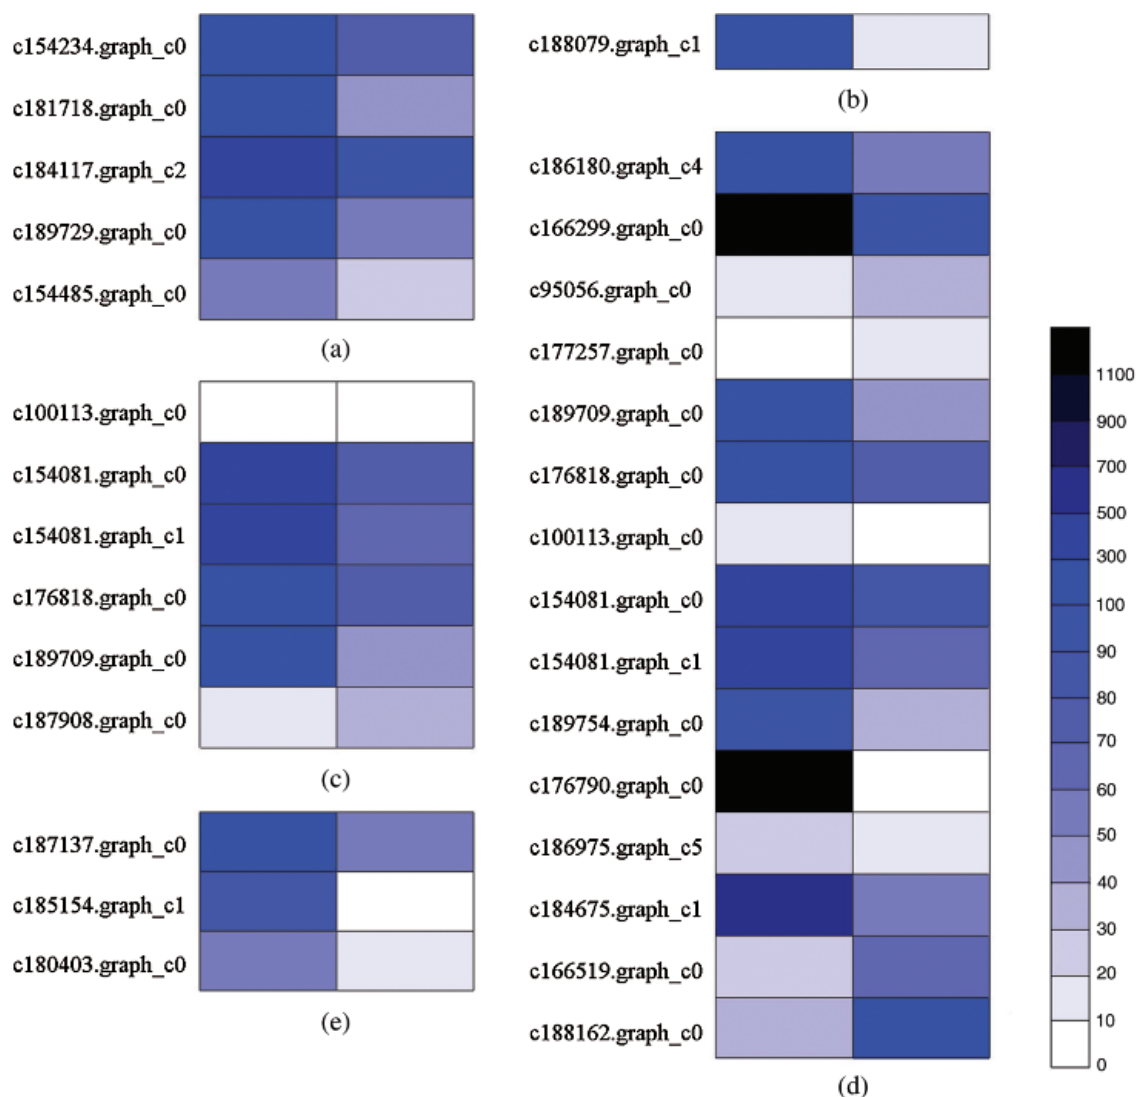 c154234.graph_c0
c181718.graph_c0
c184117.graph_c2
c189729.graph_c0
c154485.graph_c0
(a)
c188079.graph_c1
(b)
c100113.graph_c0
c154081.graph_c0
c154081.graph_c1
c176818.graph_c0
c189709.graph_c0
c187908.graph_c0
(c)
c186180.graph_c4
c166299.graph_c0
c95056.graph_c0
c177257.graph_c0
c189709.graph_c0
c176818.graph_c0
c100113.graph_c0
c154081.graph_c0
c154081.graph_c1
c189754.graph_c0
c176790.graph_c0
c186975.graph_c5
c184675.graph_c1
c166519.graph_c0
c188162.graph_c0
(d)
c187137.graph_c0
c185154.graph_c1
c180403.graph_c0
(e)
1100
900
700
500
300
100
90
80
70
60
50
40
30
20
10
0